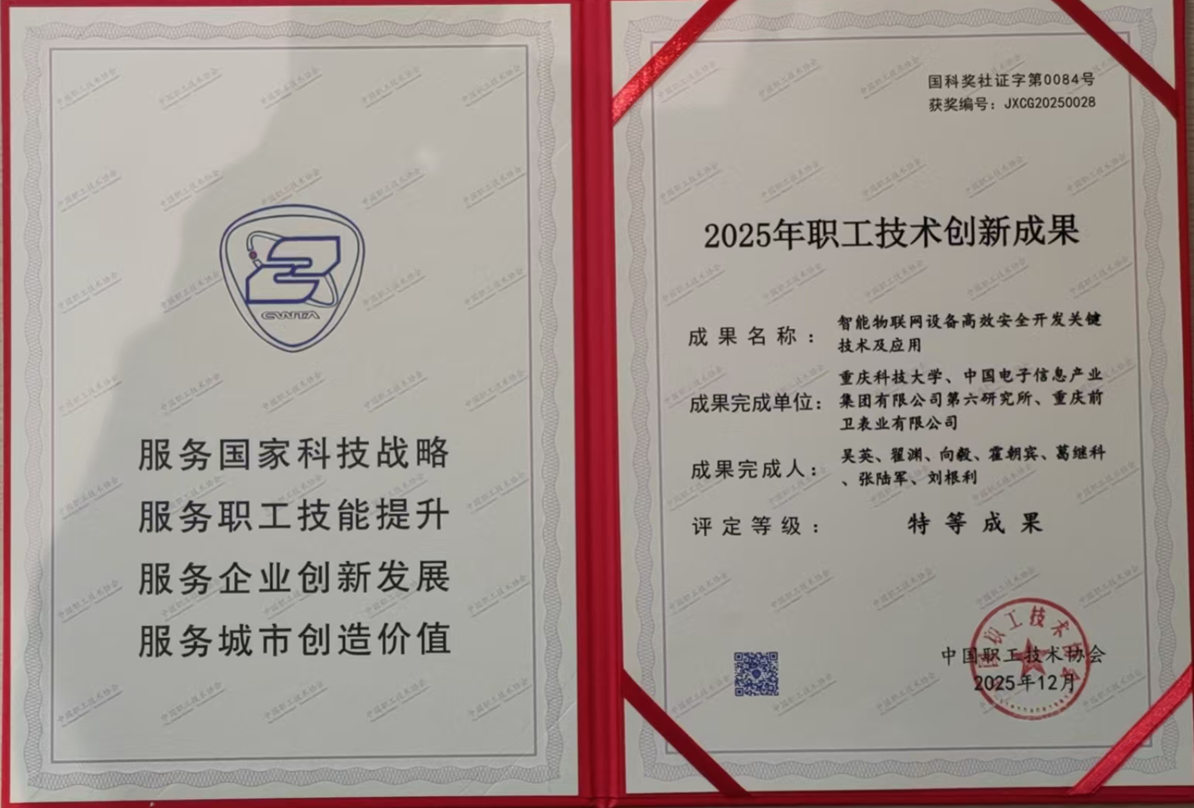 CWTA
服务国家科技战略
服务职工技能提升
服务企业创新发展
服务城市创造价值
国科奖社证字第0084号
获奖编号：JXCG20250028
2025年职工技术创新成果
成果名称：智能物联网设备高效安全开发关键
技术及应用
成果完成单位：重庆科技大学、中国电子信息产业
集团有限公司第六研究所、重庆前
卫表业有限公司
成果完成人：吴英、翟渊、向毅、霍朝宾、葛继科
、张陆军、刘根利
评定等级：特等成果
中国职工技术协会
2025年12月